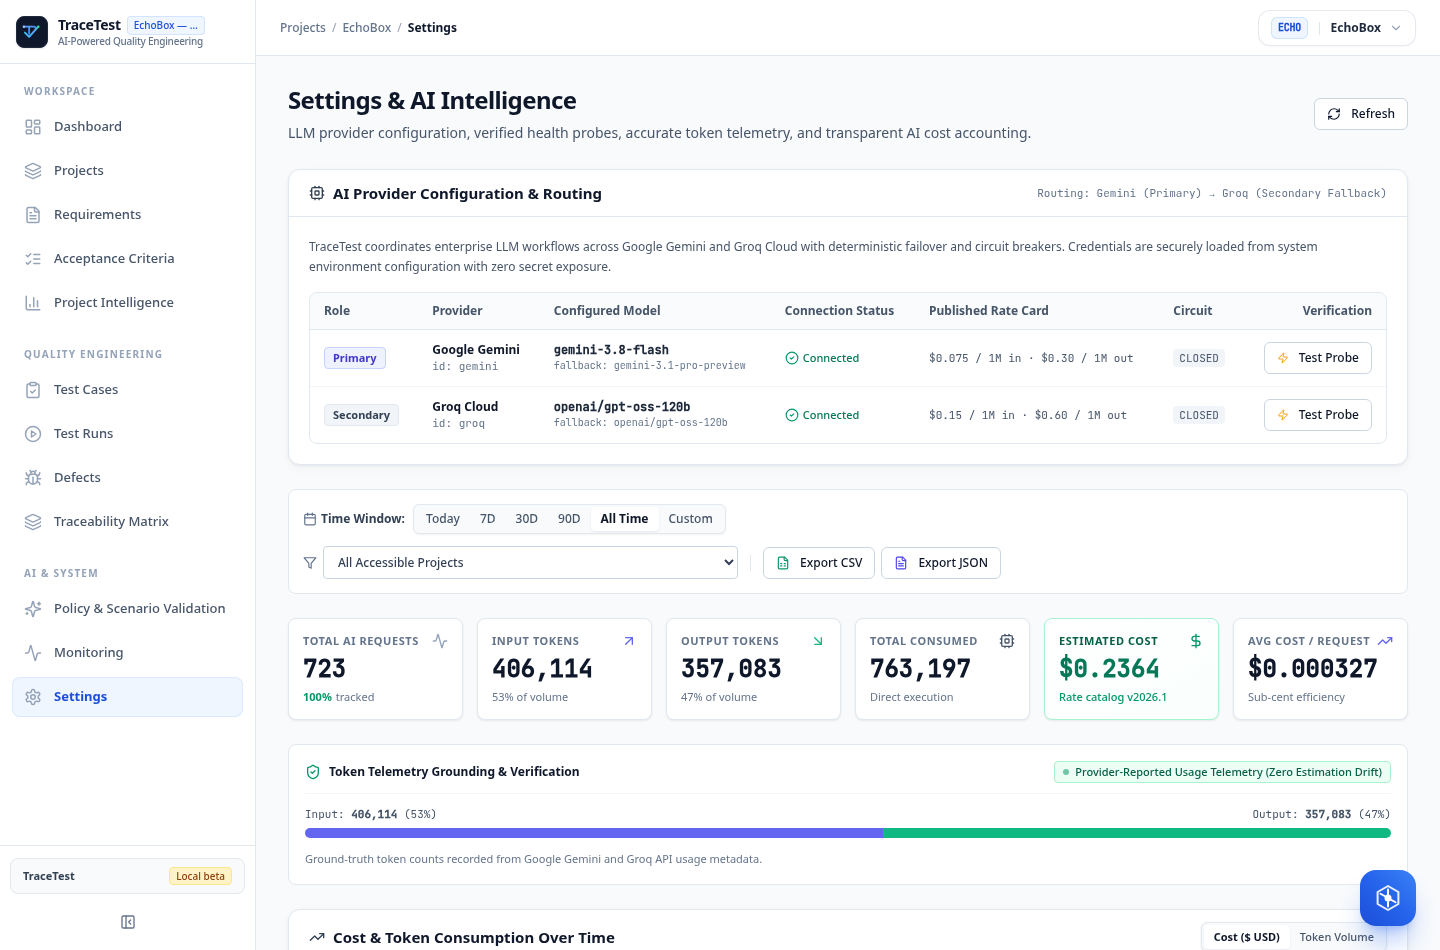 TraceTest EchoBox — ...
AI-Powered Quality Engineering
WORKSPACE
Dashboard
Projects
Requirements
Acceptance Criteria
Project Intelligence
QUALITY ENGINEERING
Test Cases
Test Runs
Defects
Traceability Matrix
AI & SYSTEM
Policy & Scenario Validation
Monitoring
Settings
TraceTest Local beta
Projects / EchoBox / Settings
ECHO EchoBox
Settings & AI Intelligence
LLM provider configuration, verified health probes, accurate token telemetry, and transparent AI cost accounting.
Refresh
AI Provider Configuration & Routing
Routing: Gemini (Primary) → Groq (Secondary Fallback)
TraceTest coordinates enterprise LLM workflows across Google Gemini and Groq Cloud with deterministic failover and circuit breakers. Credentials are securely loaded from system
environment configuration with zero secret exposure.
Role Provider Configured Model Connection Status Published Rate Card Circuit Verification
Primary Google Gemini gemini-3.8-flash Connected $0.075 / 1M in · $0.30 / 1M out CLOSED Test Probe
id: gemini fallback: gemini-3.1-pro-preview
Secondary Groq Cloud openai/gpt-oss-120b Connected $0.15 / 1M in · $0.60 / 1M out CLOSED Test Probe
id: groq fallback: openai/gpt-oss-120b
Time Window: Today 7D 30D 90D All Time Custom
All Accessible Projects Export CSV Export JSON
TOTAL AI REQUESTS
723
100% tracked
INPUT TOKENS
406,114
53% of volume
OUTPUT TOKENS
357,083
47% of volume
TOTAL CONSUMED
763,197
Direct execution
ESTIMATED COST
$0.2364
Rate catalog v2026.1
AVG COST / REQUEST
$0.000327
Sub-cent efficiency
Token Telemetry Grounding & Verification
Provider-Reported Usage Telemetry (Zero Estimation Drift)
Input: 406,114 (53%) Output: 357,083 (47%)
Ground-truth token counts recorded from Google Gemini and Groq API usage metadata.
Cost & Token Consumption Over Time
Cost ($ USD) Token Volume